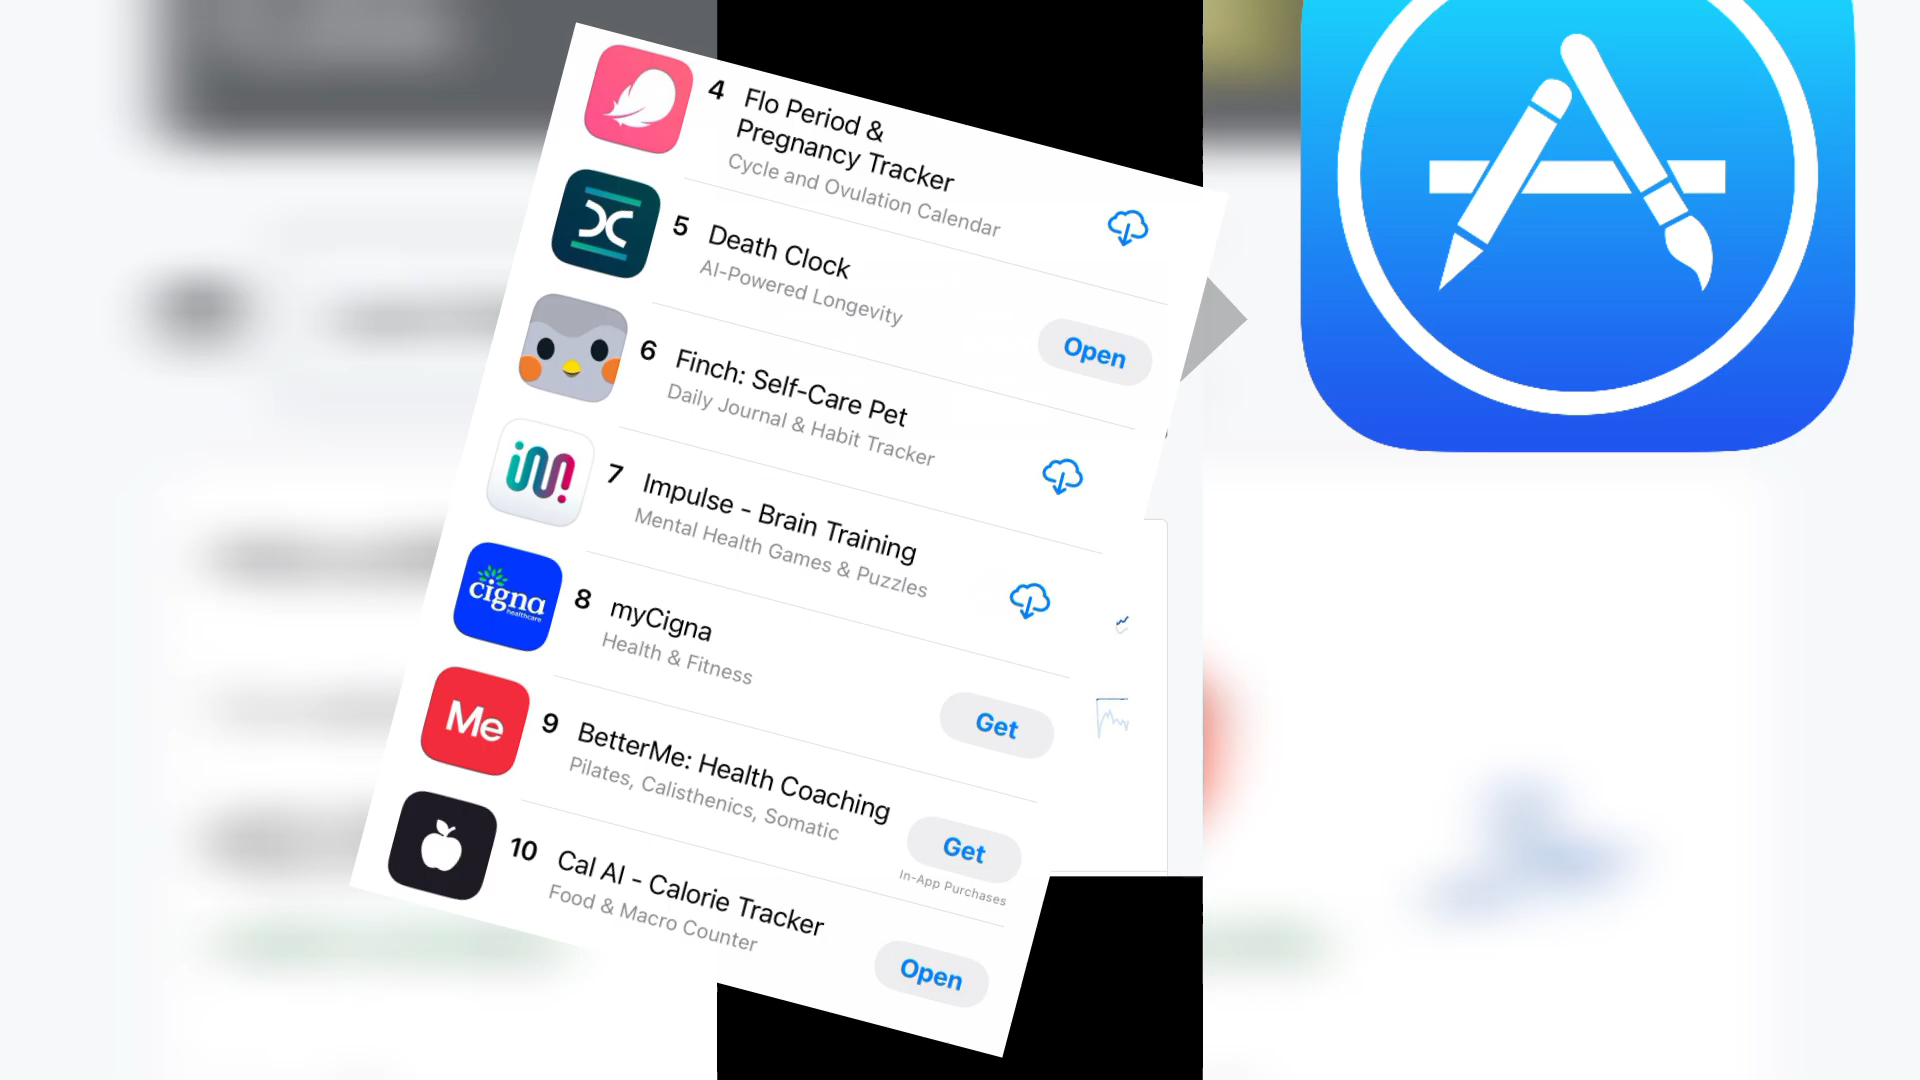 4 Flo Period &
Pregnancy Tracker
Cycle and Ovulation Calendar
5 Death Clock
AI-Powered Longevity
Open
6 Finch: Self-Care Pet
Daily Journal & Habit Tracker
7 Impulse - Brain Training
Mental Health Games & Puzzles
cigna
healthcare
8 myCigna
Health & Fitness
Get
Me
9 BetterMe: Health Coaching
Pilates, Calisthenics, Somatic
Get
In-App Purchases
10 Cal AI - Calorie Tracker
Food & Macro Counter
Open